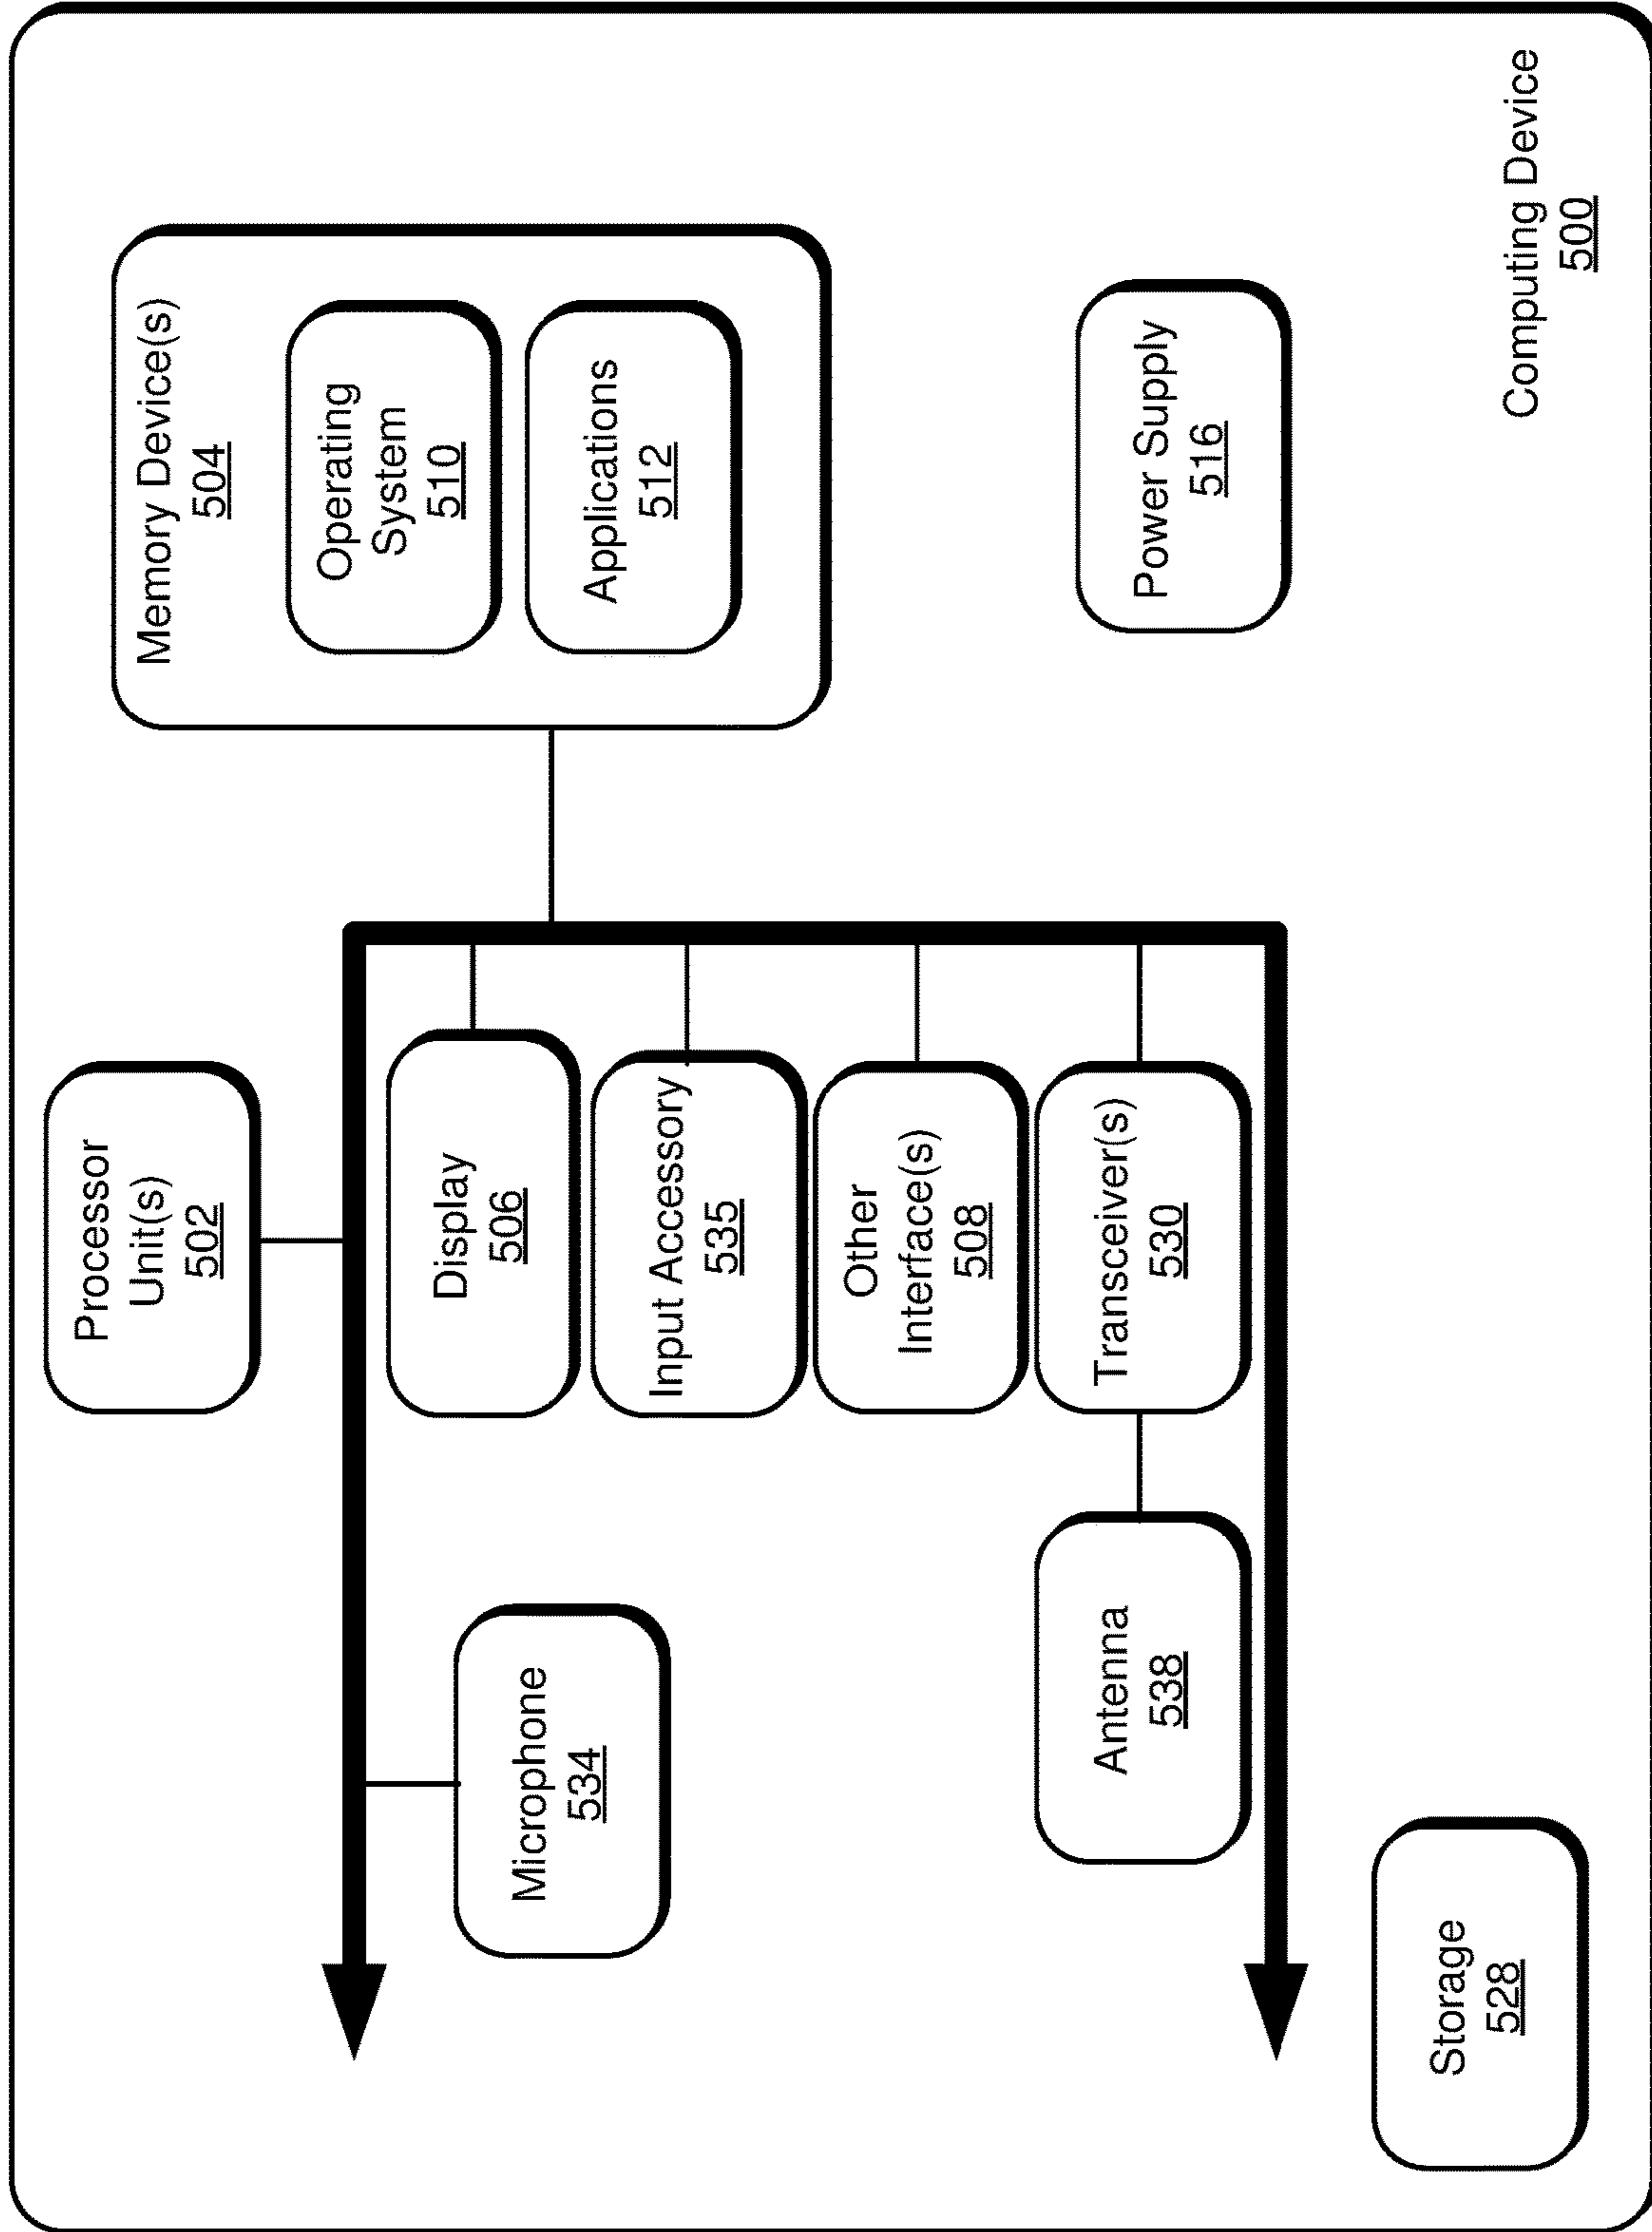 Processor
Unit(s)
502
Memory Device(s)
504
Operating
System
510
Applications
512
Display
506
Input Accessory
535
Other
Interface(s)
508
Transceiver(s)
530
Microphone
534
Antenna
538
Storage
528
Power Supply
516
Computing Device
500